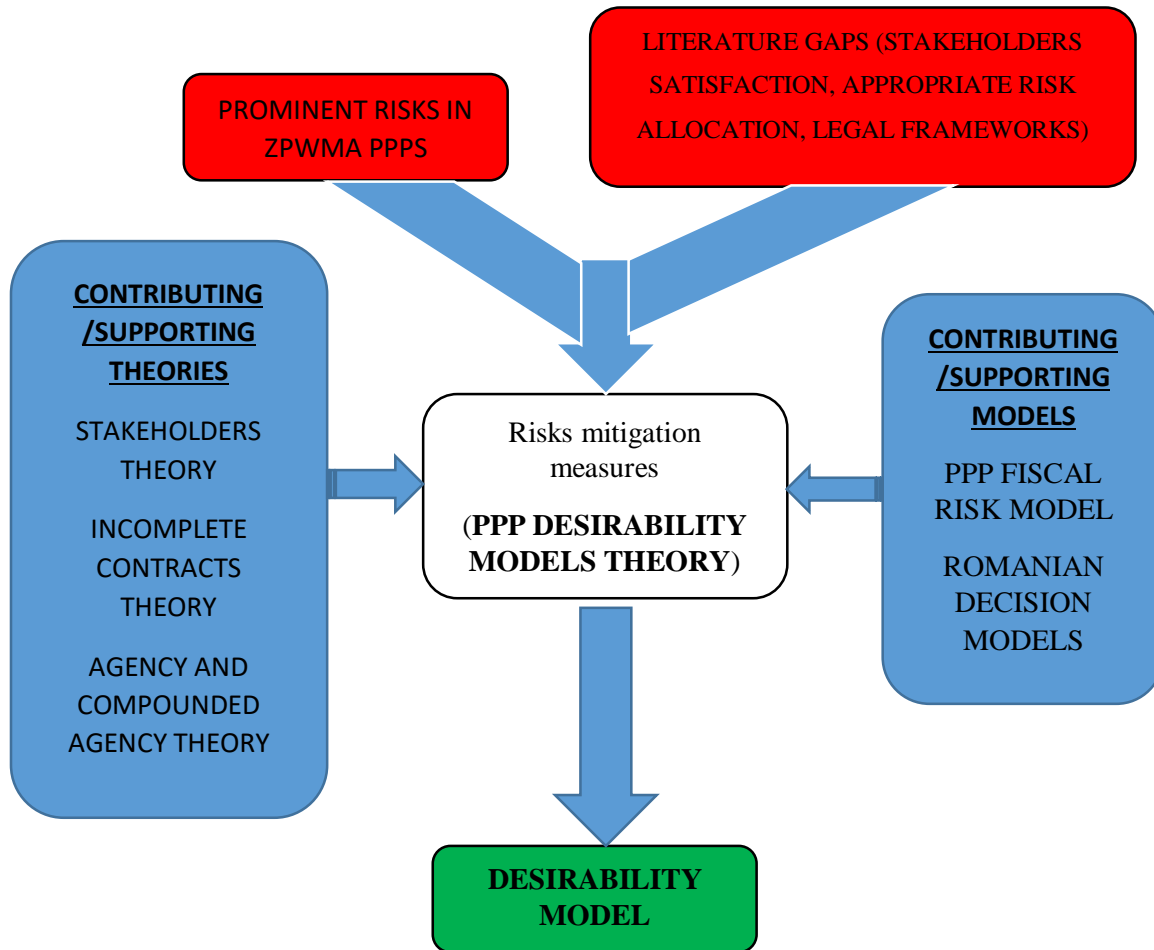 PROMINENT RISKS IN
ZPWMA PPPS
LITERATURE GAPS (STAKEHOLDERS
SATISFACTION, APPROPRIATE RISK
ALLOCATION, LEGAL FRAMEWORKS)
CONTRIBUTING
/SUPPORTING
THEORIES
STAKEHOLDERS
THEORY
INCOMPLETE
CONTRACTS
THEORY
AGENCY AND
COMPOUNDED
AGENCY THEORY
Risks mitigation
measures
(PPP DESIRABILITY
MODELS THEORY)
CONTRIBUTING
/SUPPORTING
MODELS
PPP FISCAL
RISK MODEL
ROMANIAN
DECISION
MODELS
DESIRABILITY
MODEL